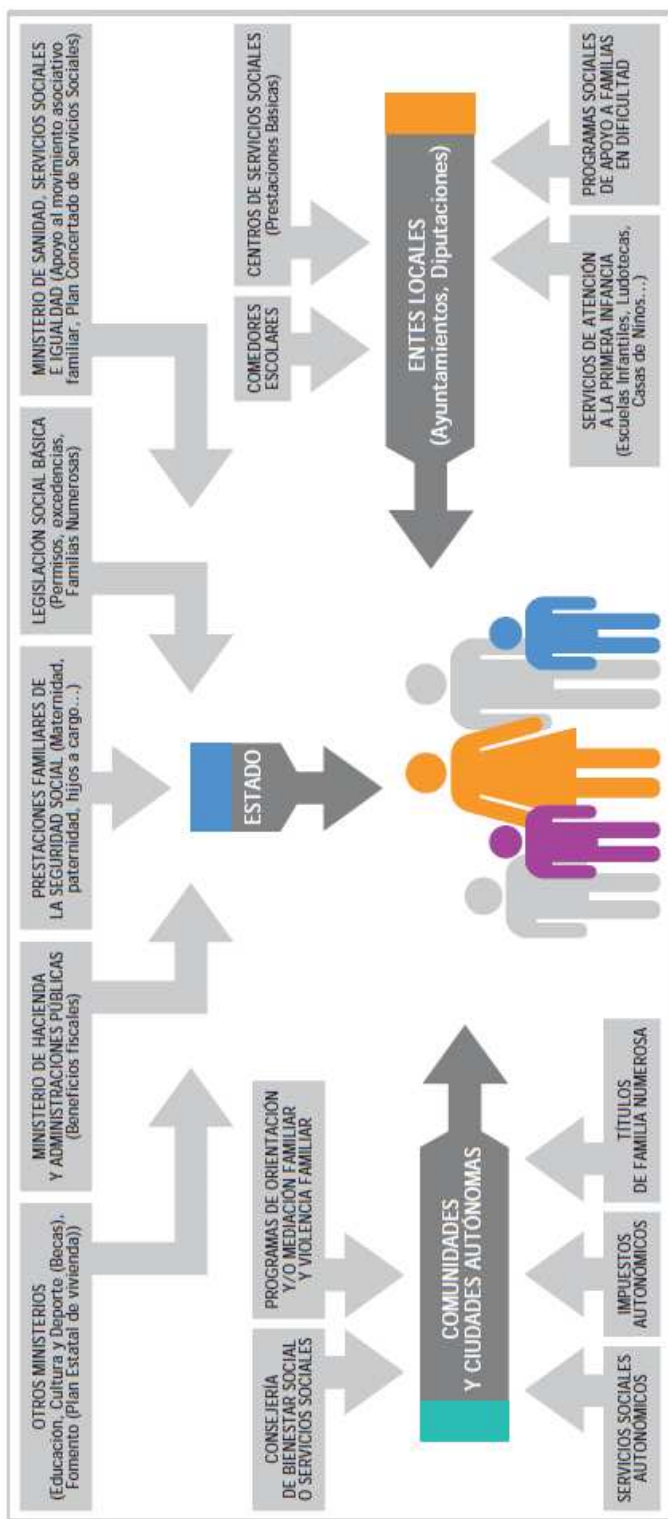 OTROS MINISTERIOS
(Educación, Cultura y Deporte (Becas),
Fomento (Plan Estatal de vivienda))
MINISTERIO DE HACIENDA
Y ADMINISTRACIONES PÚBLICAS
(Beneficios fiscales)
PRESTACIONES FAMILIARES DE
LA SEGURIDAD SOCIAL (Maternidad,
paternidad, hijos a cargo...)
LEGISLACIÓN SOCIAL BÁSICA
(Permisos, excedencias,
Familias Numerosas)
MINISTERIO DE SANIDAD, SERVICIOS SOCIALES
E IGUALDAD (Apoyo al movimiento asociativo
familiar, Plan Concertado de Servicios Sociales)
ESTADO
CONSEJERÍA
DE BIENESTAR SOCIAL
O SERVICIOS SOCIALES
PROGRAMAS DE ORIENTACIÓN
Y/O MEDIACIÓN FAMILIAR
Y VIOLENCIA FAMILIAR
COMUNIDADES
Y CIUDADES AUTÓNOMAS
SERVICIOS SOCIALES
AUTONÓMICOS
IMPUESTOS
AUTONÓMICOS
TÍTULOS
DE FAMILIA NUMEROSA
COMEDORES
ESCOLARES
CENTROS DE SERVICIOS SOCIALES
(Prestaciones Básicas)
ENTES LOCALES
(Ayuntamientos, Diputaciones)
SERVICIOS DE ATENCIÓN
A LA PRIMERA INFANCIA
(Escuelas Infantiles, Ludotecas,
Casas de Niños...)
PROGRAMAS SOCIALES
DE APOYO A FAMILIAS
EN DIFICULTAD